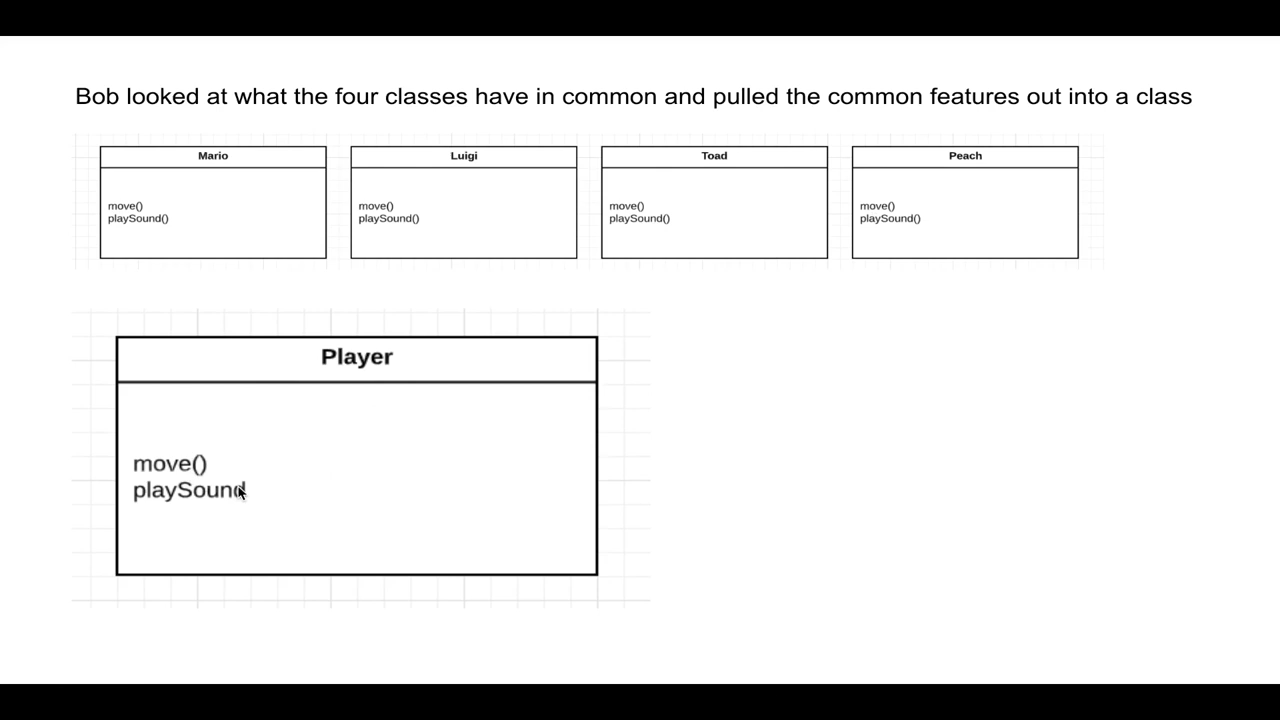 Bob looked at what the four classes have in common and pulled the common features out into a class
Mario
move()
playSound()
Luigi
move()
playSound()
Toad
move()
playSound()
Peach
move()
playSound()
Player
move()
playSound